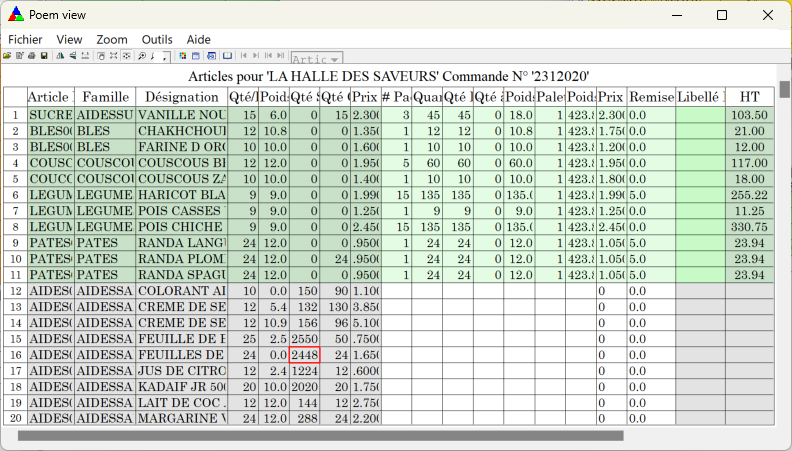 Poem view
Fichier View Zoom Outils Aide
Artic
Articles pour 'LA HALLE DES SAVEURS' Commande N° '2312020'
Article Famille Désignation Qté/ Poids Qté Qté Prix # Pa Quan Qté Qté Poids Palet Poids Prix Remise Libellé HT
1 SUCRE AIDESSU VANILLE NOU 15 6.0 0 15 2.300 3 45 45 0 18.0 1 423.8 2.300 0.0 103.50
2 BLES00 BLES CHAKHCHOUI 12 10.8 0 0 1.350 1 12 12 0 10.8 1 423.8 1.750 0.0 21.00
3 BLES00 BLES FARINE D ORG 10 10.0 0 0 1.600 1 10 10 0 10.0 1 423.8 1.200 0.0 12.00
4 COUSC COUSCOU COUSCOUS BI 12 12.0 0 0 1.950 5 60 60 0 60.0 1 423.8 1.950 0.0 117.00
5 COUCC COUSCOU COUSCOUS ZA 10 10.0 0 0 1.400 1 10 10 0 10.0 1 423.8 1.800 0.0 18.00
6 LEGUM LEGUME HARICOT BLA 9 9.0 0 0 1.990 15 135 135 0 135.0 1 423.8 1.990 5.0 255.22
7 LEGUM LEGUME POIS CASSES 9 9.0 0 0 1.250 1 9 9 0 9.0 1 423.8 1.250 0.0 11.25
8 LEGUM LEGUME POIS CHICHE 9 9.0 0 0 2.450 15 135 135 0 135.0 1 423.8 2.450 0.0 330.75
9 PATES PATES RANDA LANGU 24 12.0 0 0 .9500 1 24 24 0 12.0 1 423.8 1.050 5.0 23.94
10 PATES PATES RANDA PLOM 24 12.0 0 24 .9500 1 24 24 0 12.0 1 423.8 1.050 5.0 23.94
11 PATES PATES RANDA SPAGU 24 12.0 0 0 .9500 1 24 24 0 12.0 1 423.8 1.050 5.0 23.94
12 AIDES AIDESSA COLORANT AI 10 0.0 150 90 1.100 0 0.0
13 AIDES AIDESSA CREME DE SE 12 5.4 132 130 3.850 0 0.0
14 AIDES AIDESSA CREME DE SE 12 10.9 156 96 5.100 0 0.0
15 AIDES AIDESSA FEUILLE DE B 25 2.5 2550 50 .7500 0 0.0
16 AIDES AIDESSA FEUILLES DE 24 0.0 2448 24 1.650 0 0.0
17 AIDES AIDESSA JUS DE CITRO 12 2.4 1224 12 .6000 0 0.0
18 AIDES AIDESSA KADAIF JR 500 20 10.0 2020 20 1.750 0 0.0
19 AIDES AIDESSA LAIT DE COC 12 12.0 144 12 2.750 0 0.0
20 AIDES AIDESSA MARGARINE V 24 12.0 288 24 2.200 0 0.0